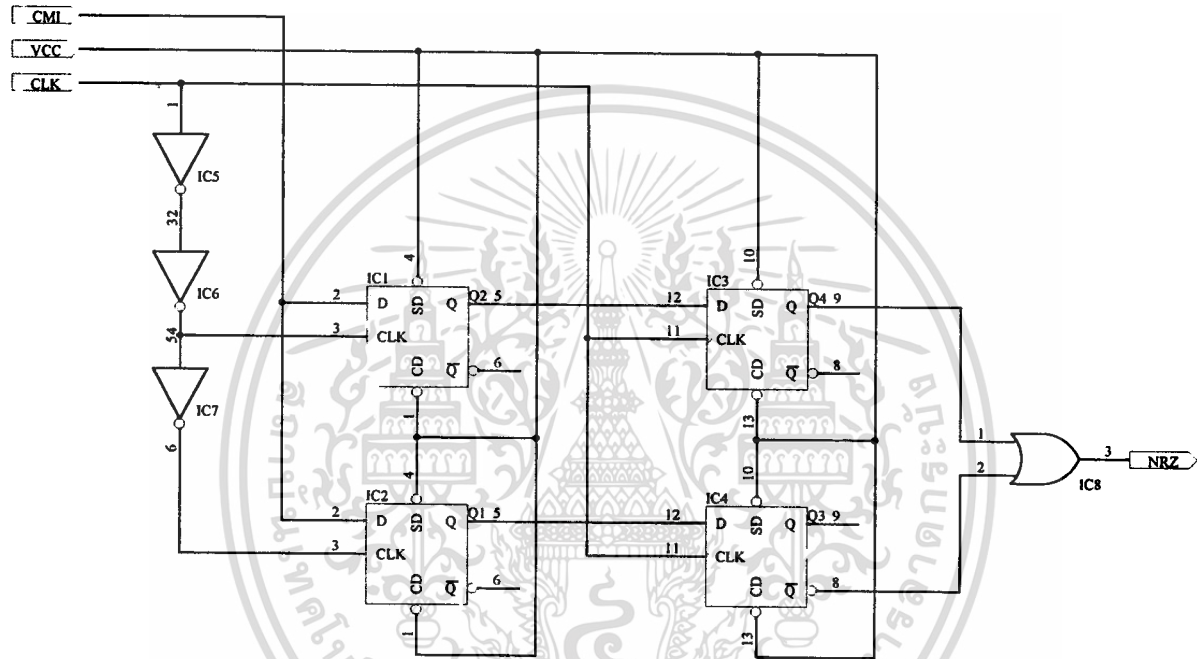 CMI
VCC
CLK
1
IC5
32
IC6
54
IC7
6
IC1
4
2 D SD Q Q2 5
3 CLK
CD Q 6
1
IC2
4
2 D SD Q Q1 5
3 CLK
CD Q 6
1
IC3
10
12 D SD Q Q4 9
11 CLK
CD Q 8
13
IC4
10
12 D SD Q Q3 9
11 CLK
CD Q 8
13
1
2
3
IC8
NRZ